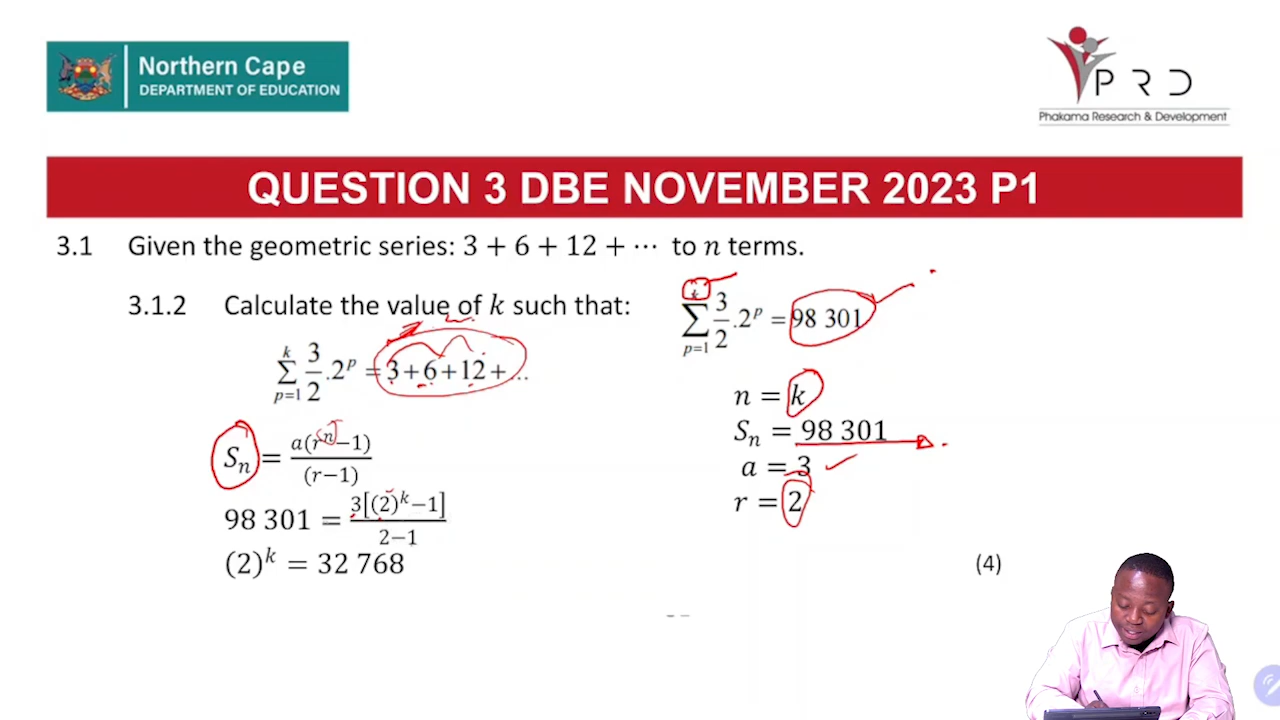 Northern Cape
DEPARTMENT OF EDUCATION
PRD
Phakama Research & Development
QUESTION 3 DBE NOVEMBER 2023 P1
3.1 Given the geometric series: 3 + 6 + 12 + ⋯ to n terms.
3.1.2 Calculate the value of k such that: ∑_{p=1}^{k} 3/2 .2^p = 98 301
∑_{p=1}^{k} 3/2 .2^p = 3+6+12+...
n = k
S_n = 98 301
a = 3
r = 2
S_n = a(r^n−1)/(r−1)
98 301 = 3[(2)^k−1]/2−1
(2)^k = 32 768
(4)